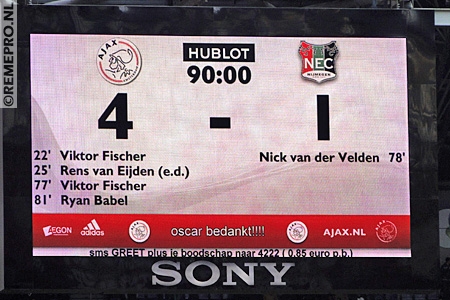 ©REMEPRO.NL
AJAX
HUBLOT
NEC
NIJMEGEN
90:00
4 - 1
22' Viktor Fischer
Nick van der Velden 78'
25' Rens van Eijden (e.d.)
77' Viktor Fischer
81' Ryan Babel
AEGON
adidas
oscar bedankt!!!!
AJAX.NL
sms GREET plus je boodschap naar 4222 ( 0,85 euro p.b.)
SONY